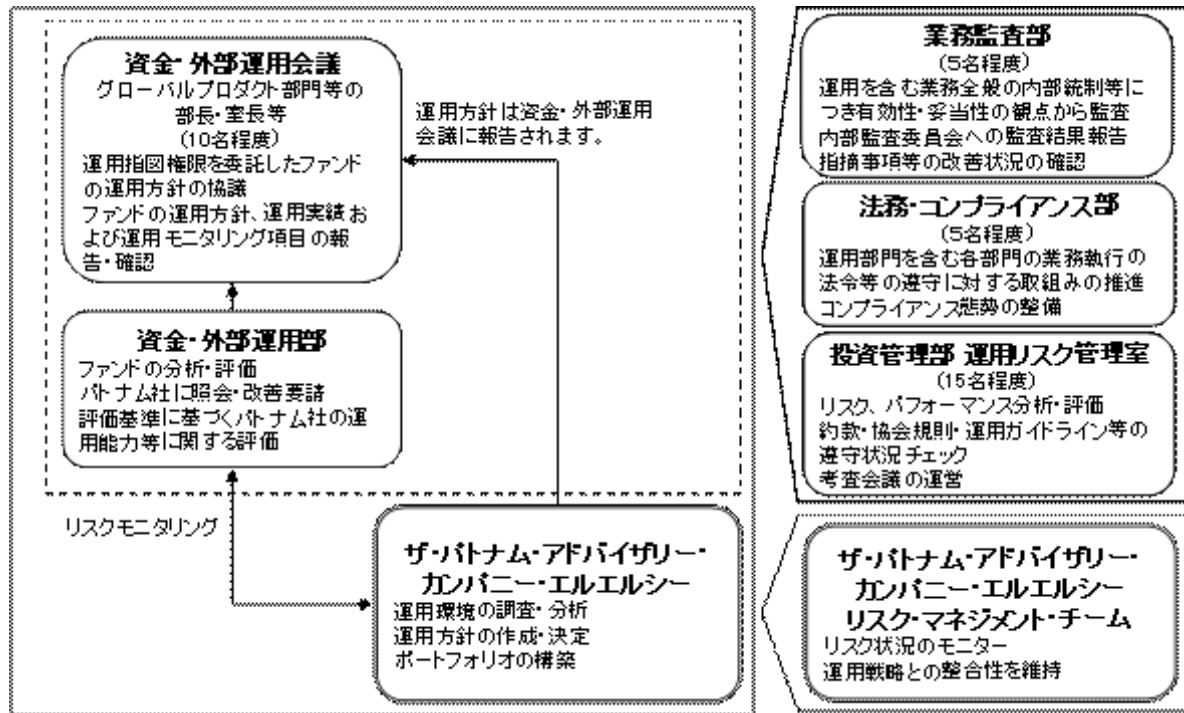 資金・外部運用会議
グローバルプロダクト部門等の
部長・室長等
(10名程度)
運用指図権限を委託したファンド
の運用方針の協議
ファンドの運用方針、運用実績お
よび運用モニタリング項目の報
告・確認
運用方針は資金・外部運用
会議に報告されます。
資金・外部運用部
ファンドの分析・評価
パトナム社に照会・改善要請
評価基準に基づくパトナム社の運
用能力等に関する評価
リスクモニタリング
ザ・パトナム・アドバイザリー・
カンパニー・エルエルシー
運用環境の調査・分析
運用方針の作成・決定
ポートフォリオの構築
業務監査部
(5名程度)
運用を含む業務全般の内部統制等に
つき有効性・妥当性の観点から監査
内部監査委員会への監査結果報告
指摘事項等の改善状況の確認
法務・コンプライアンス部
(5名程度)
運用部門を含む各部門の業務執行の
法令等の遵守に対する取組みの推進
コンプライアンス態勢の整備
投資管理部 運用リスク管理室
(15名程度)
リスク、パフォーマンス分析・評価
約款・協会規則・運用ガイドライン等の
遵守状況チェック
考査会議の運営
ザ・パトナム・アドバイザリー・
カンパニー・エルエルシー
リスク・マネジメント・チーム
リスク状況のモニター
運用戦略との整合性を維持